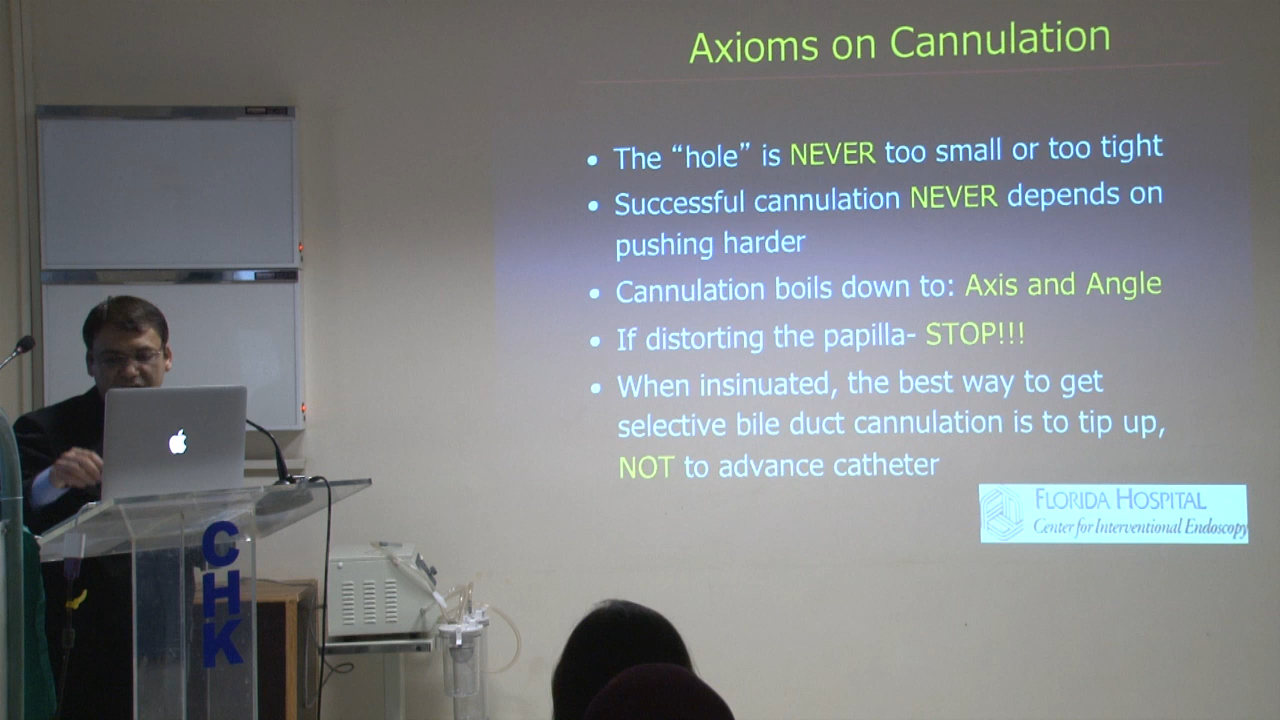 Axioms on Cannulation
• The “hole” is NEVER too small or too tight
• Successful cannulation NEVER depends on
pushing harder
• Cannulation boils down to: Axis and Angle
• If distorting the papilla- STOP!!!
• When insinuated, the best way to get
selective bile duct cannulation is to tip up,
NOT to advance catheter
FLORIDA HOSPITAL
Center for Interventional Endoscopy
CHK